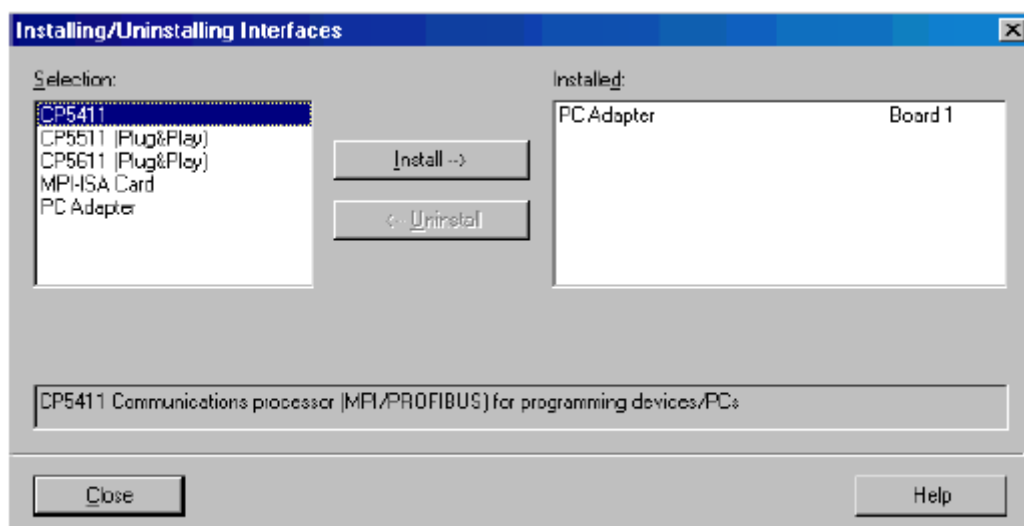 Installing/Uninstalling Interfaces
Selection:
Installed:
CP5411
CP5511 (Plug&Play)
CP5611 (Plug&Play)
MPI-ISA Card
PC Adapter
Install -->
<-- Uninstall
PC Adapter Board 1
CP5411 Communications processor (MPI/PROFIBUS) for programming devices/PCs
Close
Help